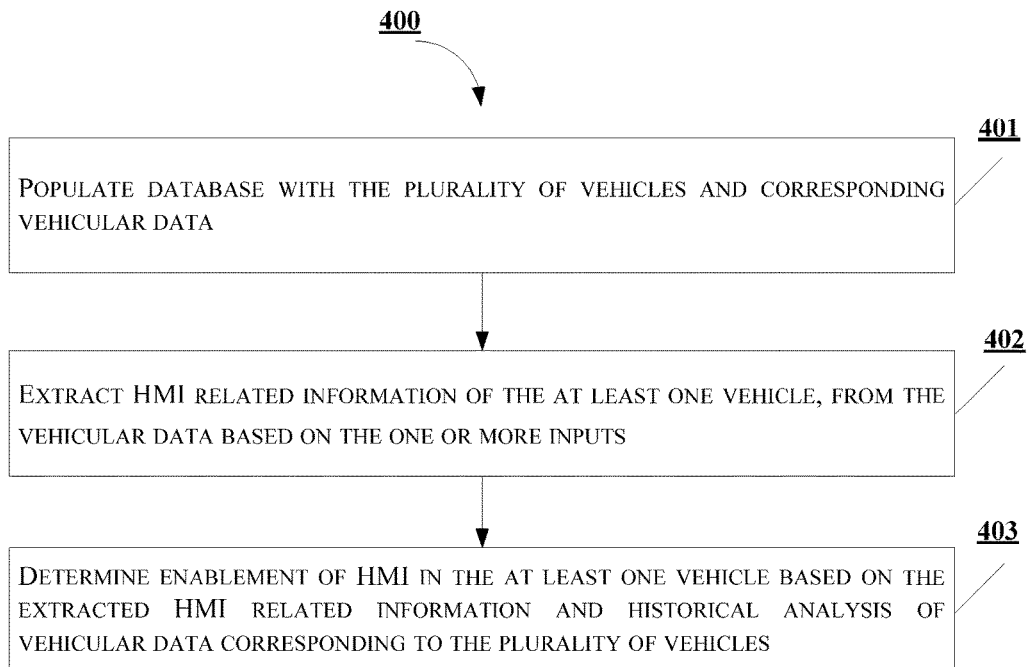 400
401
POPULATE DATABASE WITH THE PLURALITY OF VEHICLES AND CORRESPONDING
VEHICULAR DATA
402
EXTRACT HMI RELATED INFORMATION OF THE AT LEAST ONE VEHICLE, FROM THE
VEHICULAR DATA BASED ON THE ONE OR MORE INPUTS
403
DETERMINE ENABLEMENT OF HMI IN THE AT LEAST ONE VEHICLE BASED ON THE
EXTRACTED HMI RELATED INFORMATION AND HISTORICAL ANALYSIS OF
VEHICULAR DATA CORRESPONDING TO THE PLURALITY OF VEHICLES